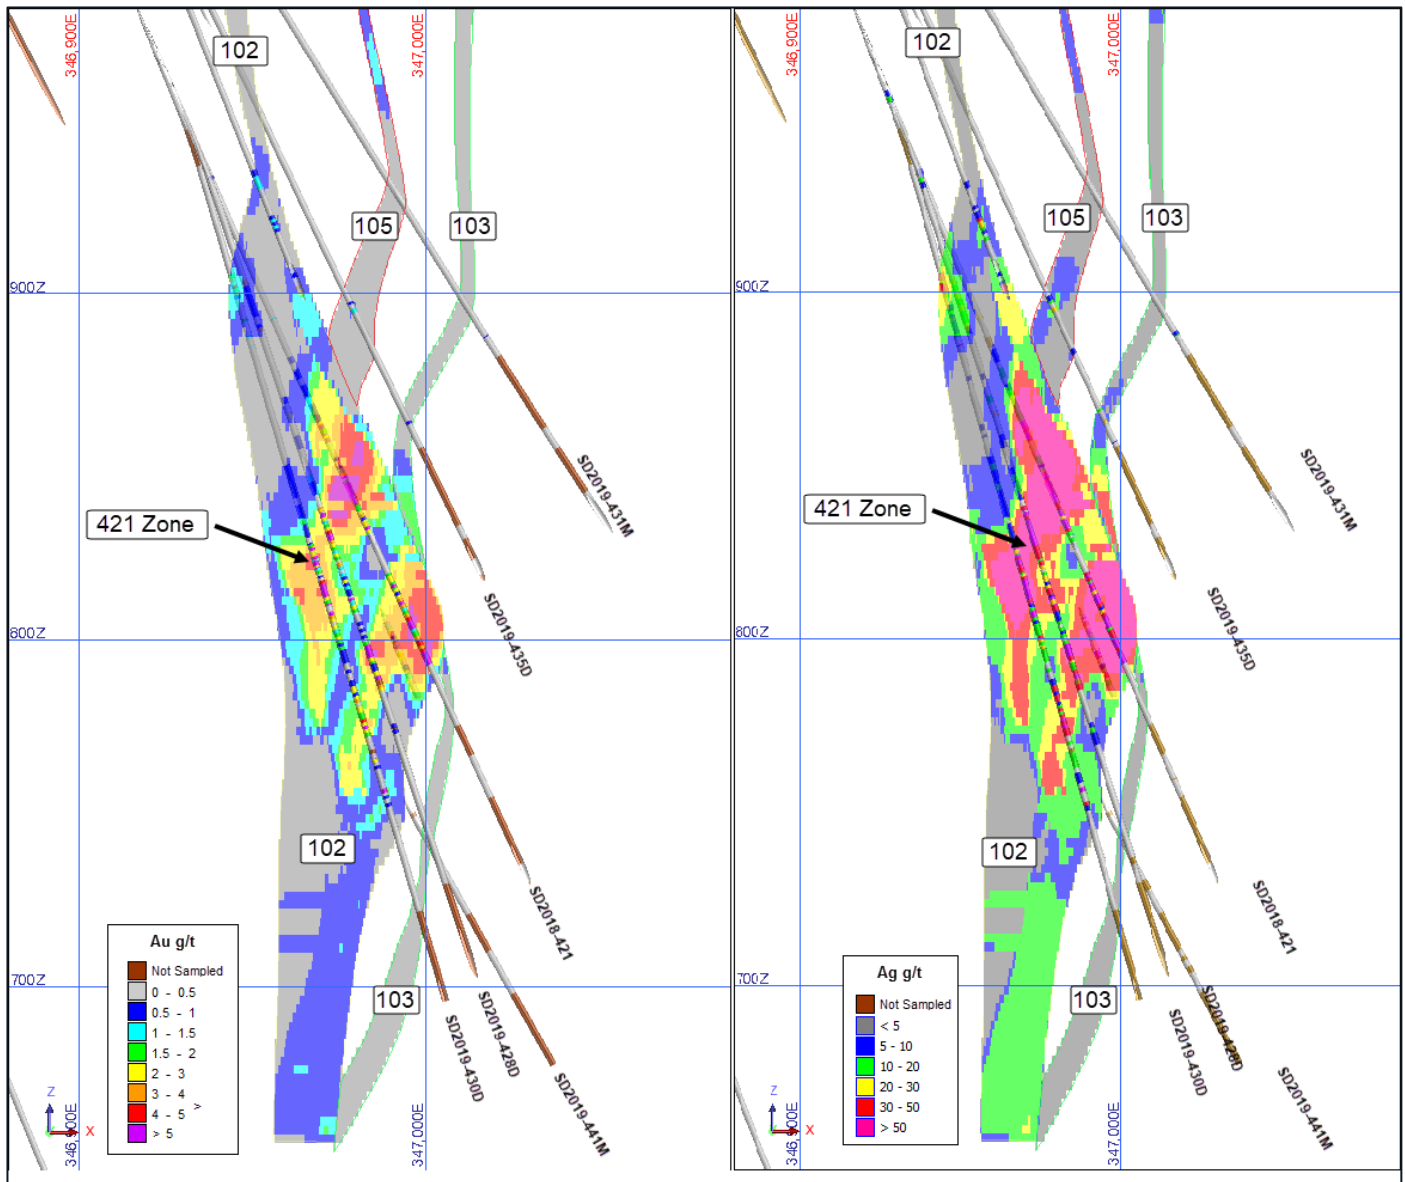 346,900E
102
347,000E
105
103
900Z
SD2019-431M
421 Zone
SD2019-435D
800Z
102
SD2018-421
Au g/t
Not Sampled
0 - 0.5
0.5 - 1
1 - 1.5
1.5 - 2
2 - 3
3 - 4
4 - 5
>
> 5
700Z
103
SD2019-430D
SD2019-428D
SD2019-441M
Z
X
346,900E
347,000E
346,900E
102
347,000E
105
103
900Z
SD2019-431M
421 Zone
SD2019-435D
800Z
102
SD2018-421
Ag g/t
Not Sampled
< 5
5 - 10
10 - 20
20 - 30
30 - 50
> 50
700Z
103
SD2019-430D
SD2019-428D
SD2019-441M
Z
X
346,900E
347,000E